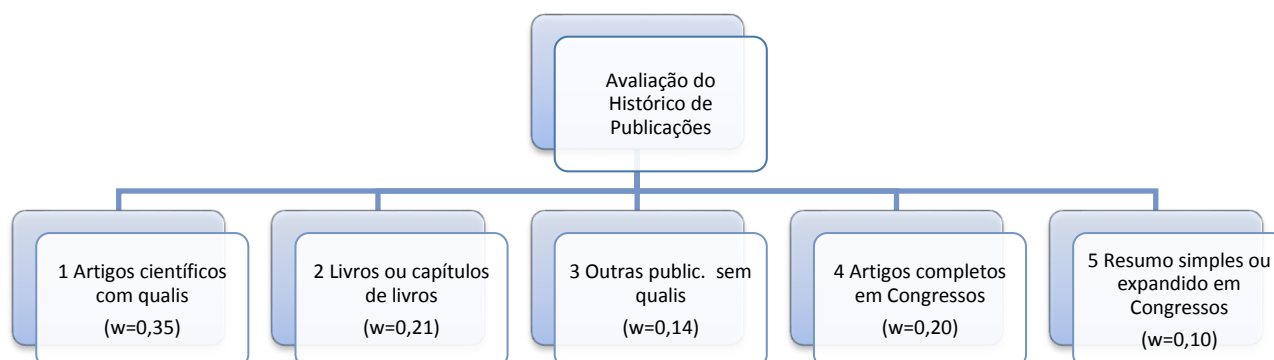 Avaliação do
Histórico de
Publicações
1 Artigos científicos
com qualis
(w=0,35)
2 Livros ou capítulos
de livros
(w=0,21)
3 Outras public. sem
qualis
(w=0,14)
4 Artigos completos
em Congressos
(w=0,20)
5 Resumo simples ou
expandido em
Congressos
(w=0,10)